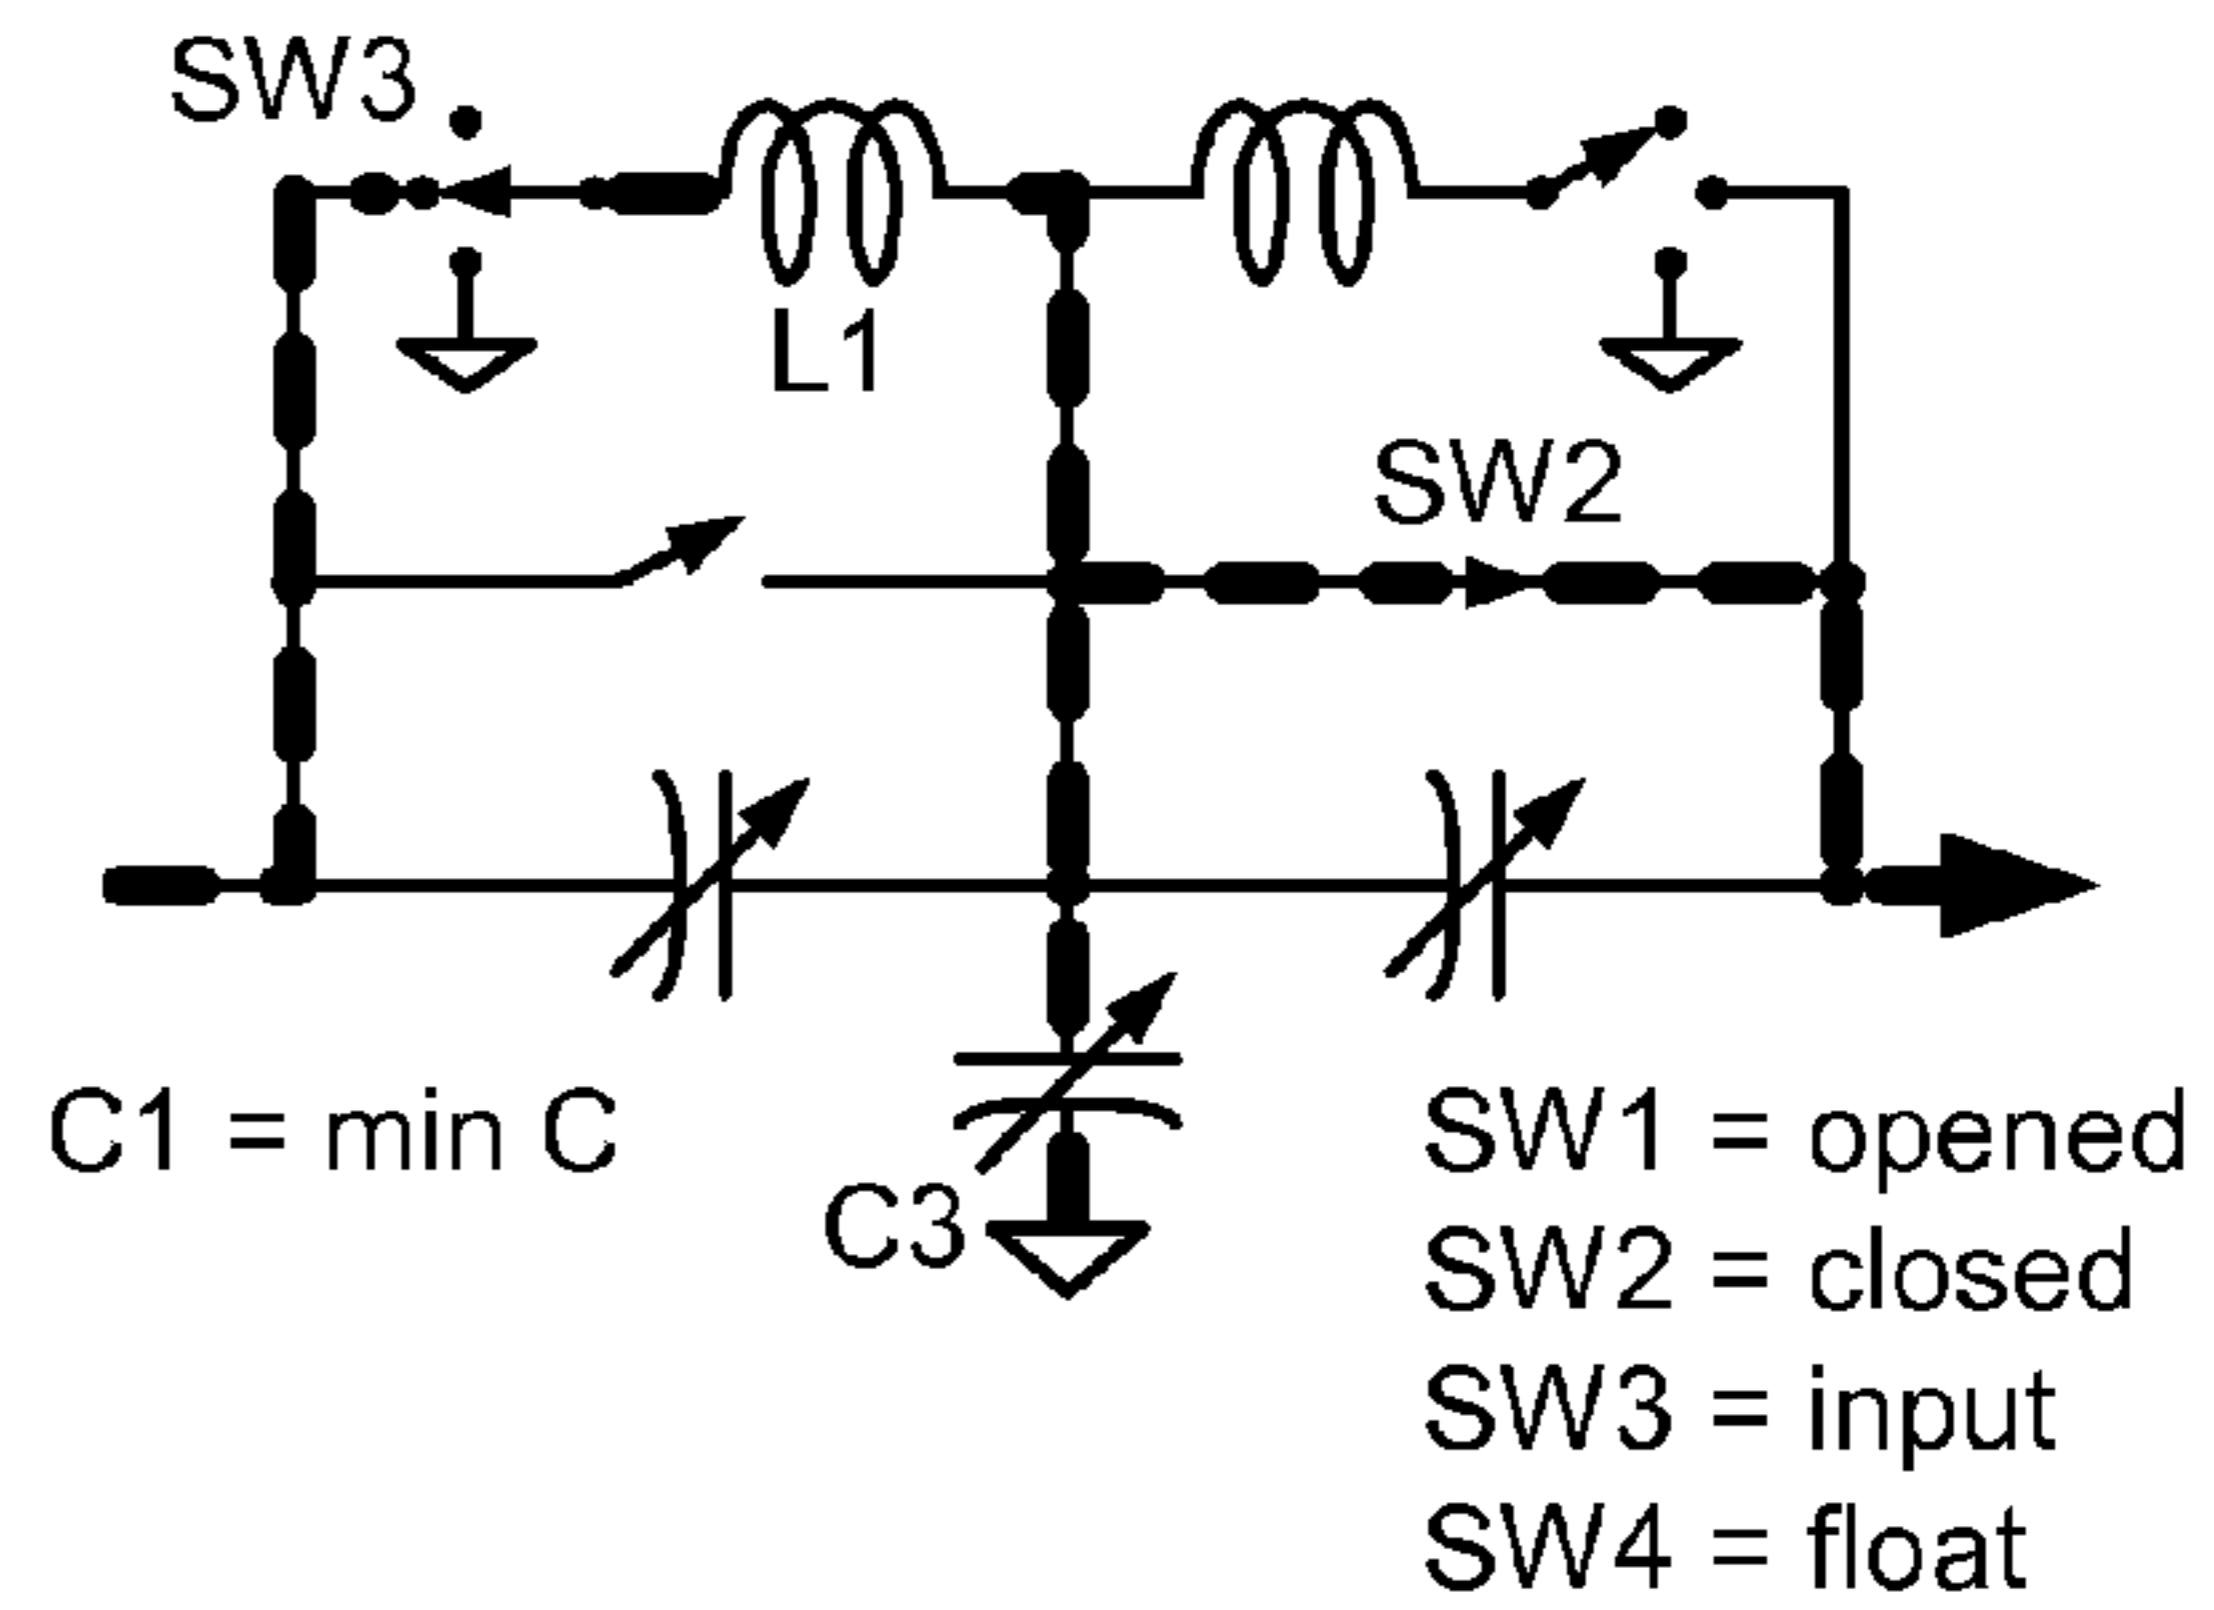 SW3
L1
SW2
C1 = min C
C3
SW1 = opened
SW2 = closed
SW3 = input
SW4 = float